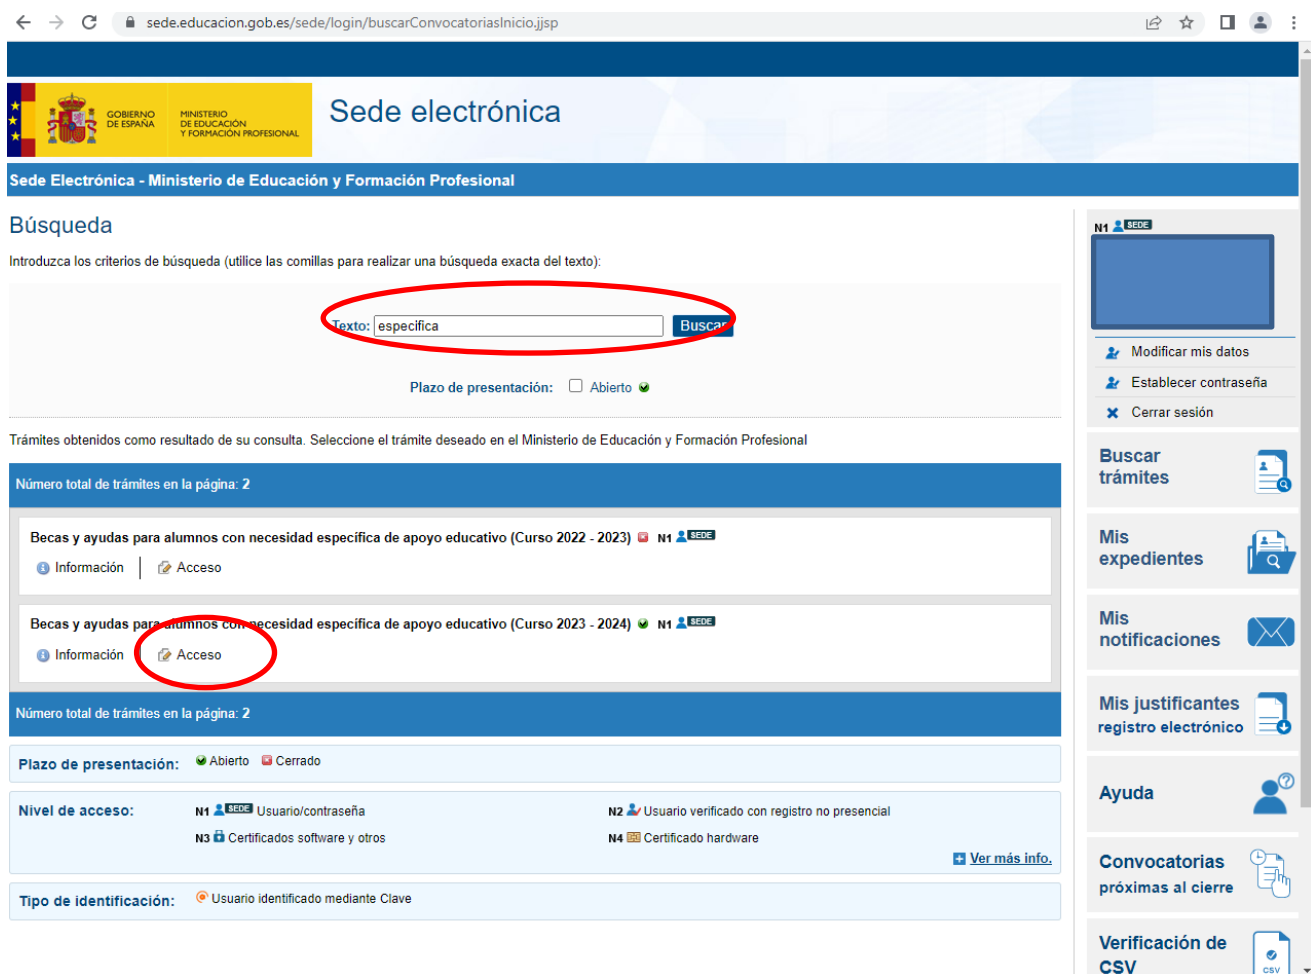 sede.educacion.gob.es/sede/login/buscarConvocatoriasInicio.jjsp
GOBIERNO
DE ESPAÑA
MINISTERIO
DE EDUCACIÓN
Y FORMACIÓN PROFESIONAL
Sede electrónica
Sede Electrónica - Ministerio de Educación y Formación Profesional
Búsqueda
Introduzca los criterios de búsqueda (utilice las comillas para realizar una búsqueda exacta del texto):
Texto: especifica Buscar
Plazo de presentación: Abierto
Trámites obtenidos como resultado de su consulta. Seleccione el trámite deseado en el Ministerio de Educación y Formación Profesional
Número total de trámites en la página: 2
Becas y ayudas para alumnos con necesidad específica de apoyo educativo (Curso 2022 - 2023) N1 SEDE
Información Acceso
Becas y ayudas para alumnos con necesidad específica de apoyo educativo (Curso 2023 - 2024) N1 SEDE
Información Acceso
Número total de trámites en la página: 2
Plazo de presentación: Abierto Cerrado
Nivel de acceso: N1 SEDE Usuario/contraseña N2 Usuario verificado con registro no presencial
N3 Certificados software y otros N4 Certificado hardware
Ver más info.
Tipo de identificación: Usuario identificado mediante Clave
N1 SEDE
Modificar mis datos
Establecer contraseña
Cerrar sesión
Buscar
trámites
Mis
expedientes
Mis
notificaciones
Mis justificantes
registro electrónico
Ayuda
Convocatorias
próximas al cierre
Verificación de
CSV
CSV